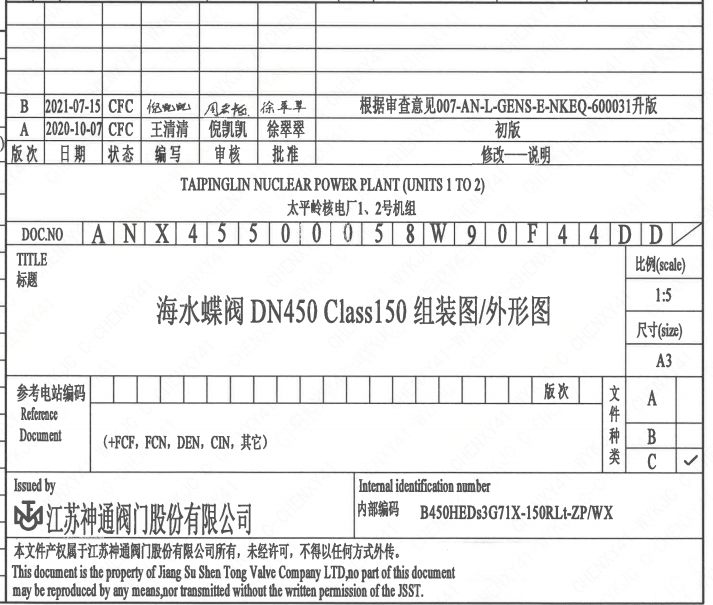 B 2021-07-15 CFC 徐翠翠 根据审查意见007-AN-L-GENS-E-NKEQ-600031升版
A 2020-10-07 CFC 王清清 倪凯凯 徐翠翠 初版
版次 日期 状态 编写 审核 批准 修改——说明
TAIPINGLIN NUCLEAR POWER PLANT (UNITS 1 TO 2)
太平岭核电厂1、2号机组
DOC.NO A N X 4 5 5 0 0 0 5 8 W 9 0 F 4 4 D D
TITLE
标题
海水蝶阀 DN450 Class150 组装图/外形图
比例(scale)
1:5
尺寸(size)
A3
参考电站编码
Reference
Document
版次
(+FCF, FCN, DEN, CIN, 其它)
文件种类
A
B
C ✓
Issued by
江苏神通阀门股份有限公司
Internal identification number
内部编码 B450HEDs3G71X-150RLt-ZP/WX
本文件产权属于江苏神通阀门股份有限公司所有，未经许可，不得以任何方式外传。
This document is the property of Jiang Su Shen Tong Valve Company LTD,no part of this document
may be reproduced by any means,nor transmitted without the written permission of the JSST.